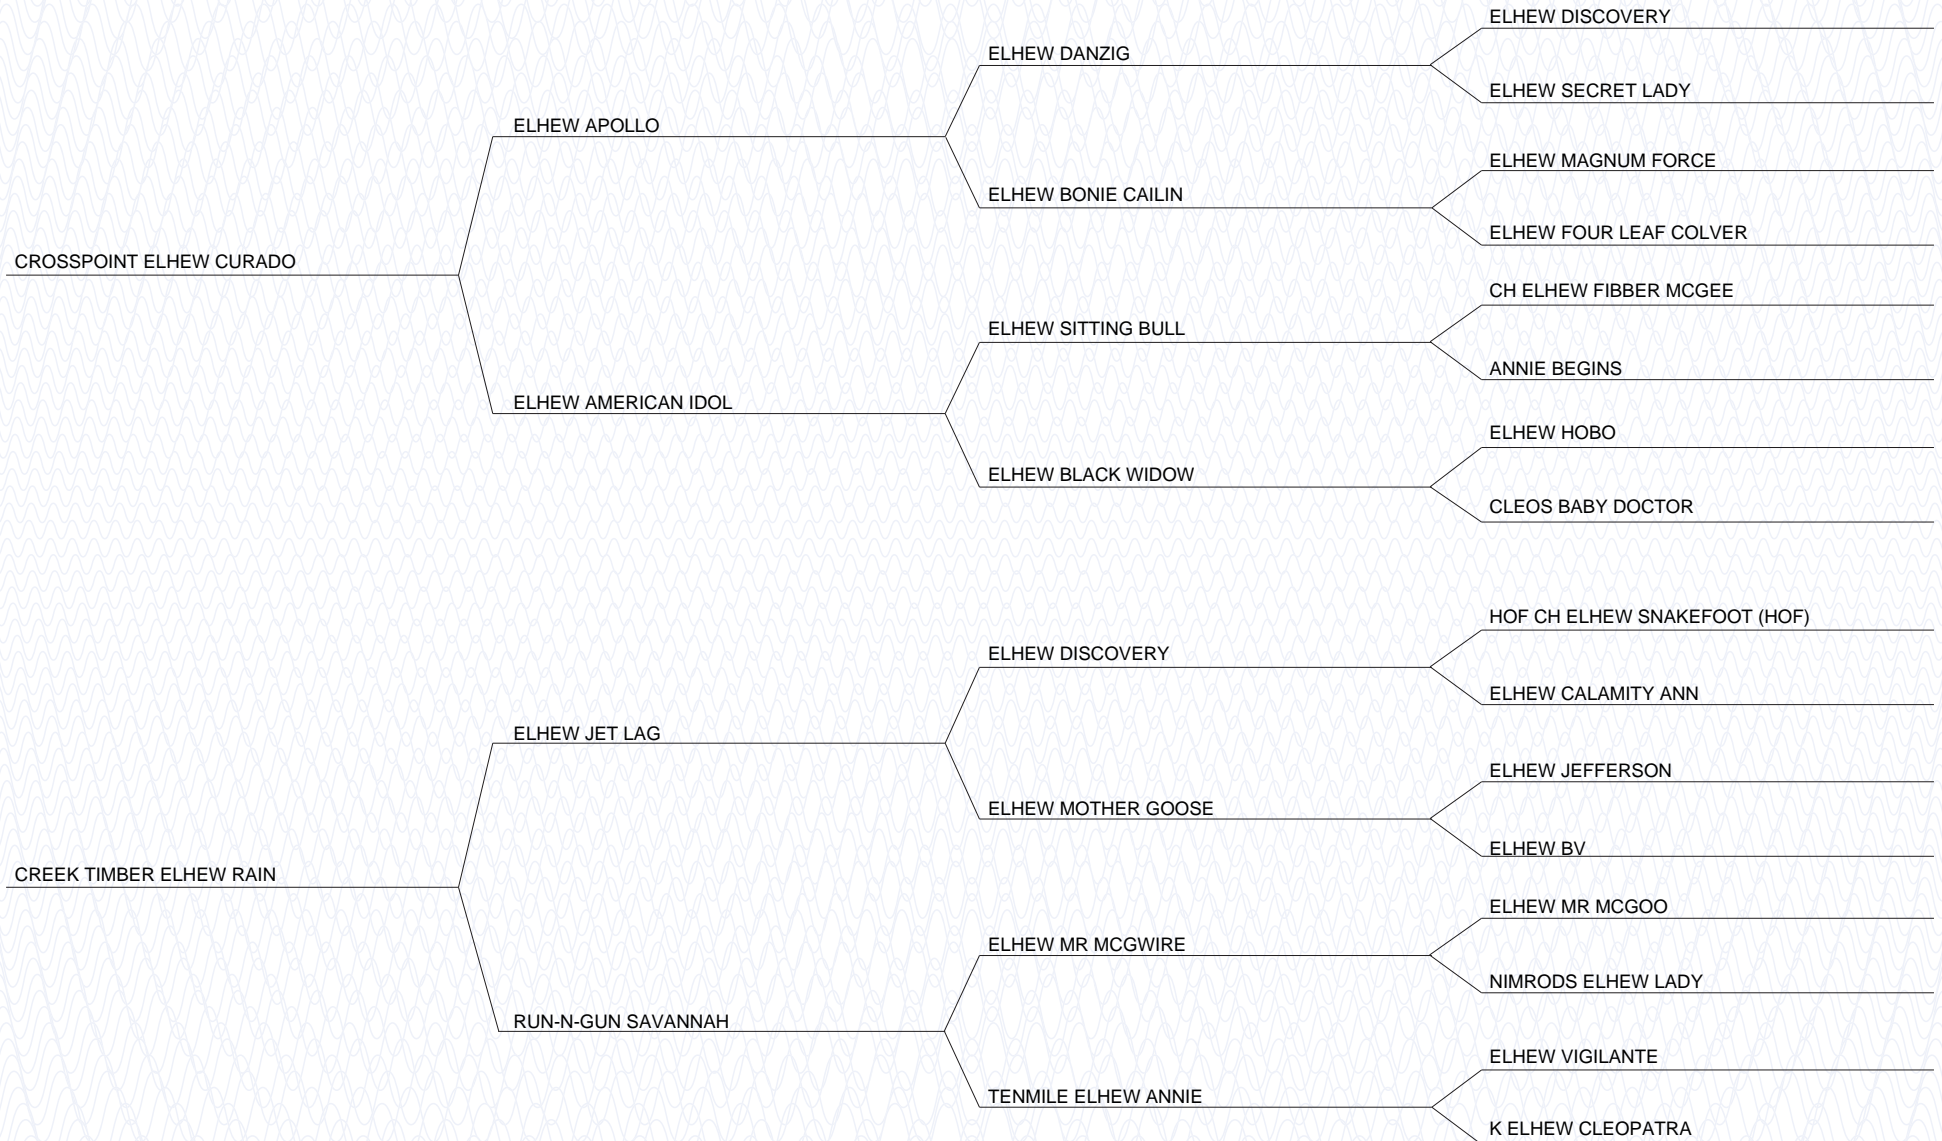 ELHEW DISCOVERY
ELHEW DANZIG
ELHEW SECRET LADY
ELHEW APOLLO
ELHEW MAGNUM FORCE
ELHEW BONIE CAILIN
ELHEW FOUR LEAF COLVER
CROSSPOINT ELHEW CURADO
CH ELHEW FIBBER MCGEE
ELHEW SITTING BULL
ANNIE BEGINS
ELHEW AMERICAN IDOL
ELHEW HOBO
ELHEW BLACK WIDOW
CLEOS BABY DOCTOR
HOF CH ELHEW SNAKEFOOT (HOF)
ELHEW DISCOVERY
ELHEW CALAMITY ANN
ELHEW JET LAG
ELHEW JEFFERSON
ELHEW MOTHER GOOSE
ELHEW BV
CREEK TIMBER ELHEW RAIN
ELHEW MR MCGOO
ELHEW MR MCGWIRE
NIMRODS ELHEW LADY
RUN-N-GUN SAVANNAH
ELHEW VIGILANTE
TENMILE ELHEW ANNIE
K ELHEW CLEOPATRA